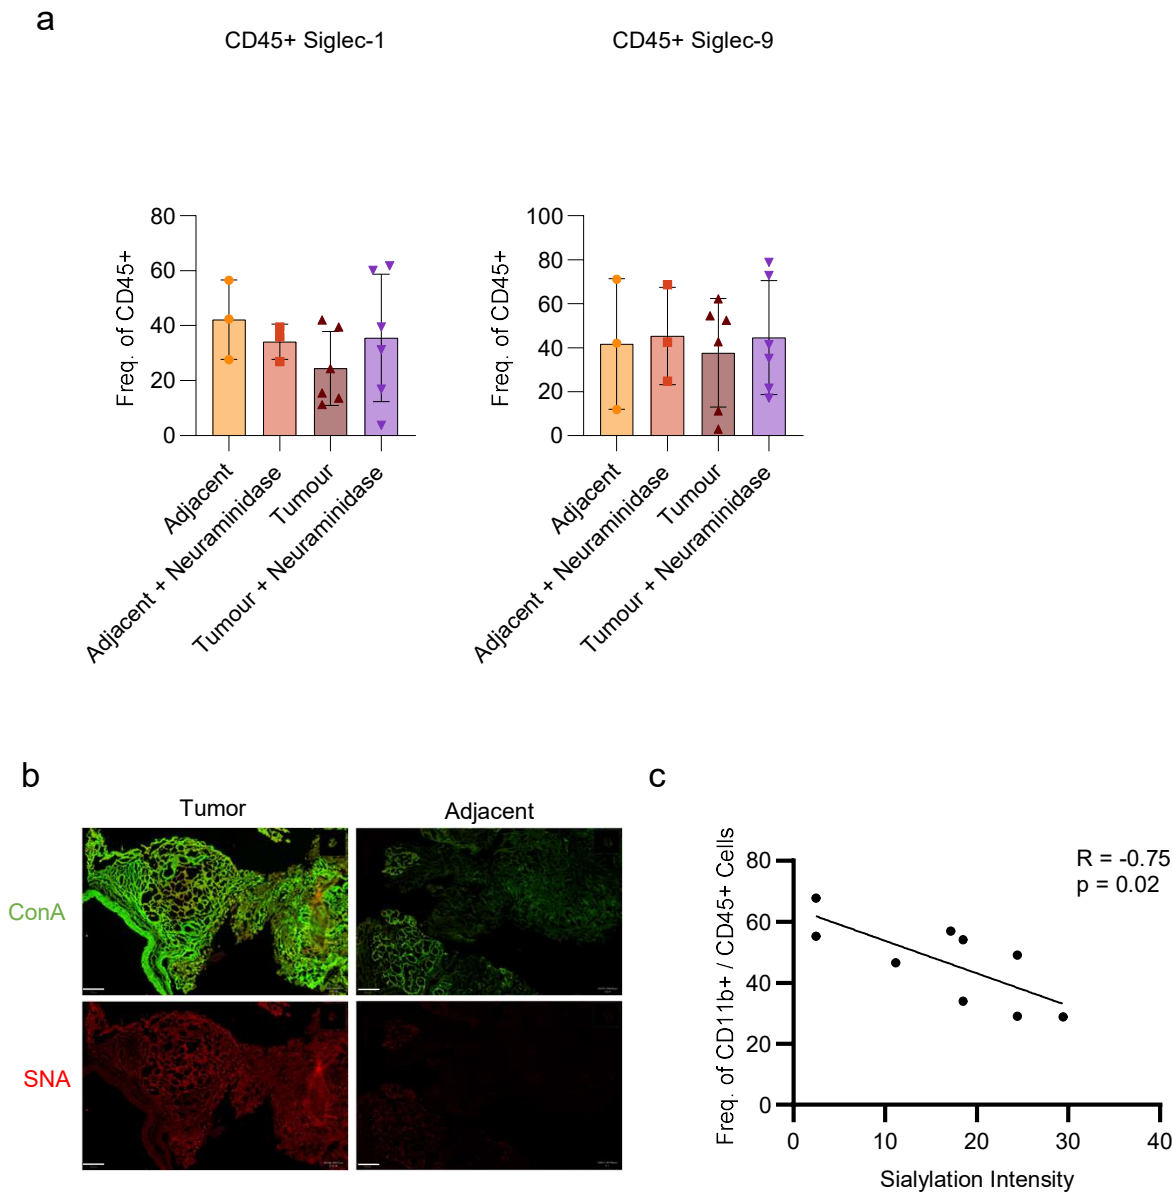 a
CD45+ Siglec-1
CD45+ Siglec-9
Freq. of CD45+
80
60
40
20
0
Adjacent
Adjacent + Neuraminidase
Tumour
Tumour + Neuraminidase
Freq. of CD45+
100
80
60
40
20
0
Adjacent
Adjacent + Neuraminidase
Tumour
Tumour + Neuraminidase
b
Tumor
Adjacent
ConA
SNA
c
R = -0.75
p = 0.02
Freq. of CD11b+ / CD45+ Cells
80
60
40
20
0
0 10 20 30 40
Sialylation Intensity